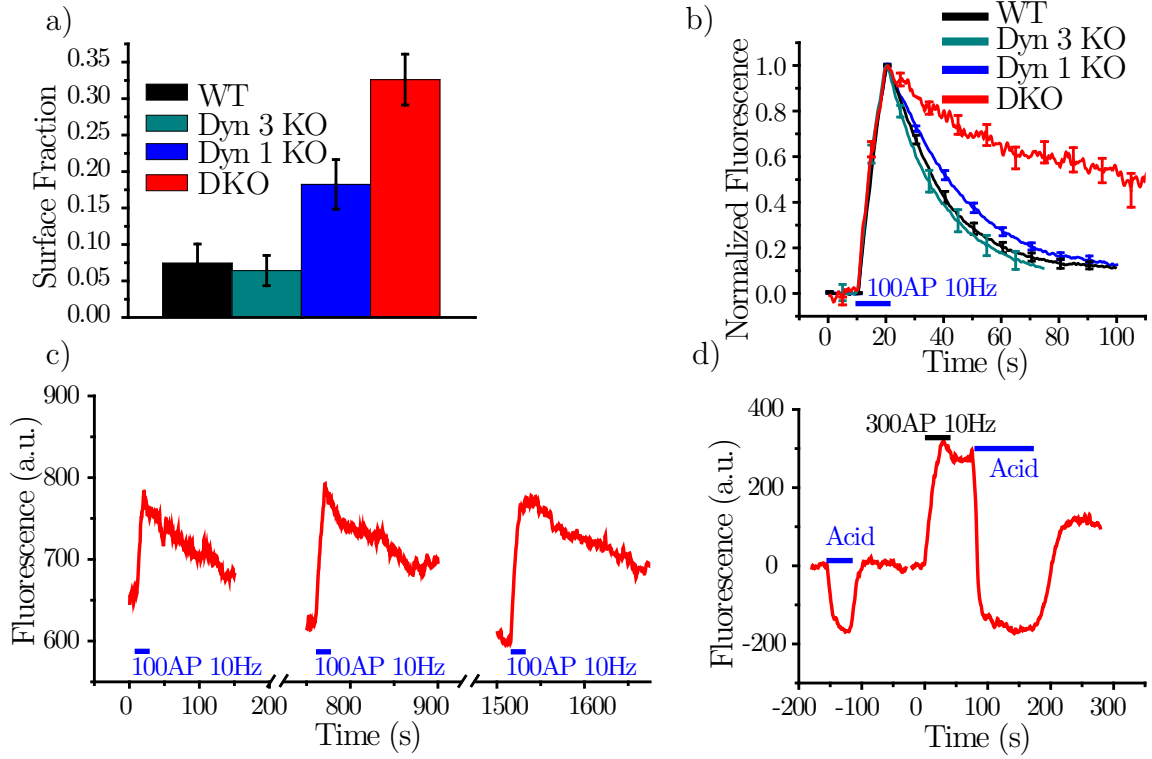 a)
Surface Fraction
0.35
0.30
0.25
0.20
0.15
0.10
0.05
0.00
WT
Dyn 3 KO
Dyn 1 KO
DKO
b)
WT
Dyn 3 KO
Dyn 1 KO
DKO
Normalized Fluorescence
1.0
0.8
0.6
0.4
0.2
0.0
100AP 10Hz
0 20 40 60 80 100
Time (s)
c)
Fluorescence (a.u.)
900
800
700
600
100AP 10Hz 100AP 10Hz 100AP 10Hz
0 100 200 800 900 1500 1600
Time (s)
d)
Fluorescence (a.u.)
400
200
0
-200
300AP 10Hz
Acid
Acid
-200 -100 0 100 200 300
Time (s)